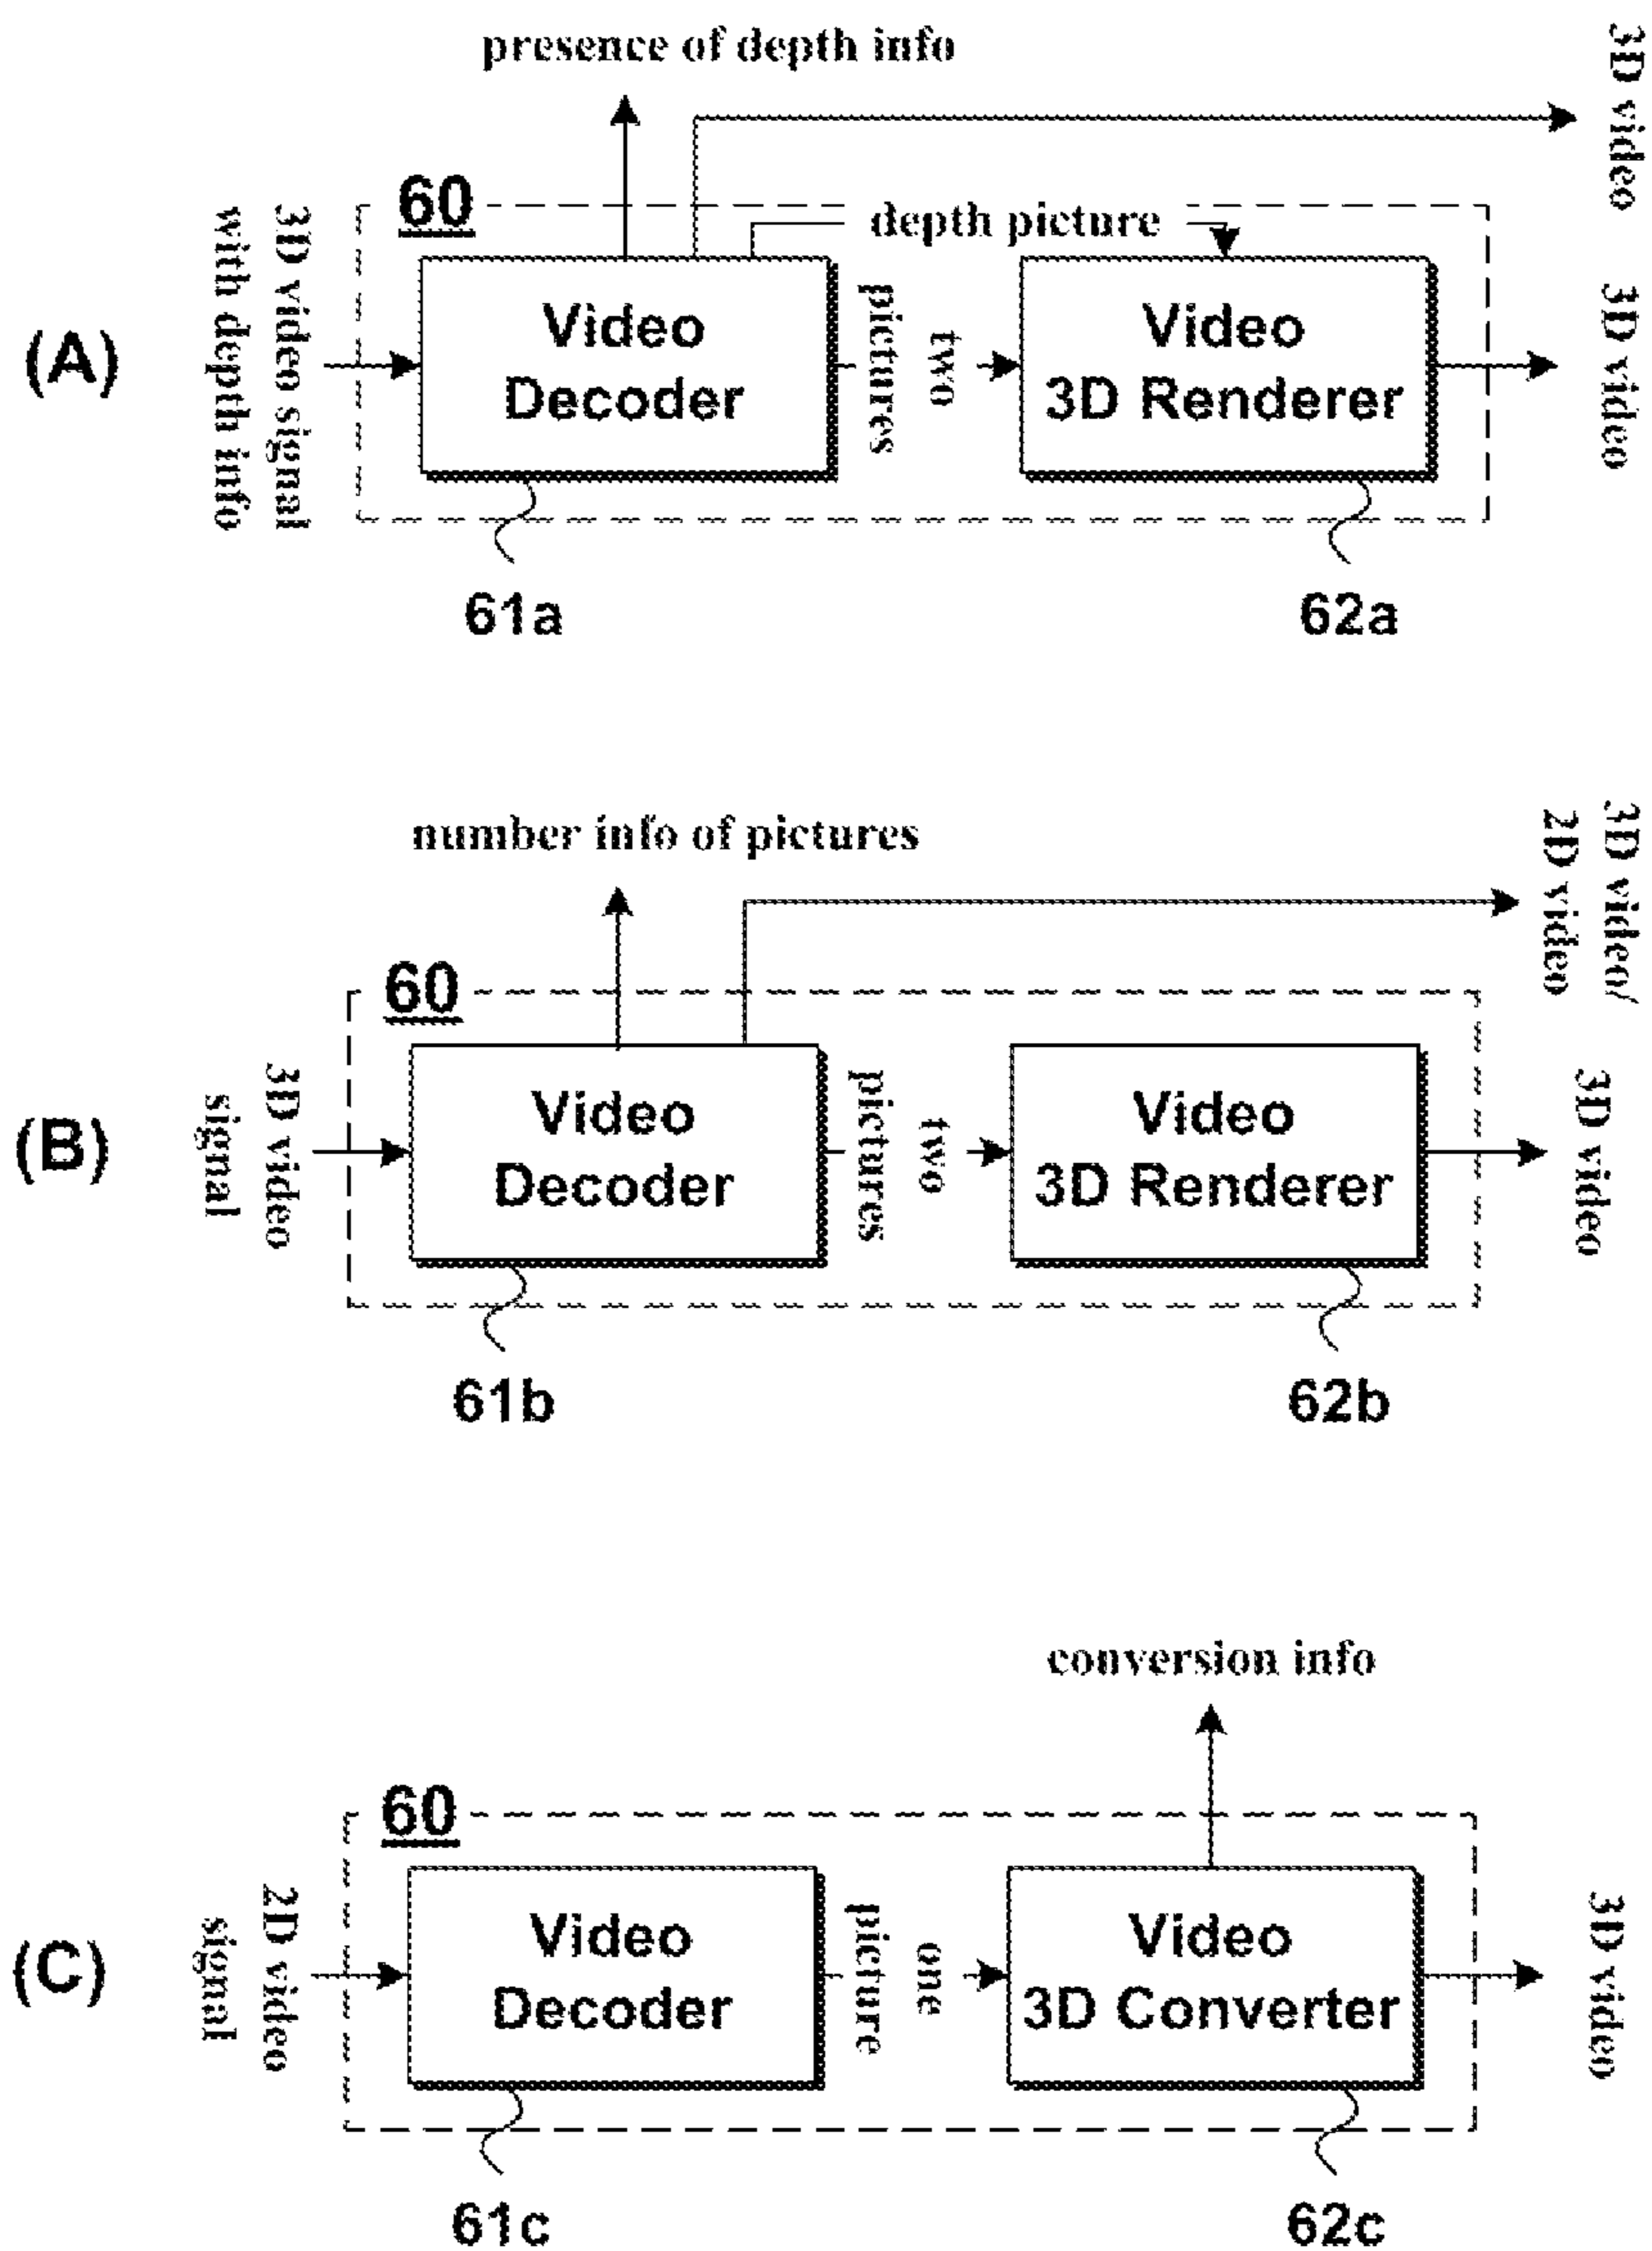 presence of depth info
3D video
60
depth picture
(A)
3D video signal
with depth info
Video
Decoder
two
pictures
Video
3D Renderer
3D video
61a
62a
number info of pictures
3D video/
2D video
60
(B)
3D video
signal
Video
Decoder
two
pictures
Video
3D Renderer
3D video
61b
62b
conversion info
60
(C)
2D video
signal
Video
Decoder
one
picture
Video
3D Converter
3D video
61c
62c